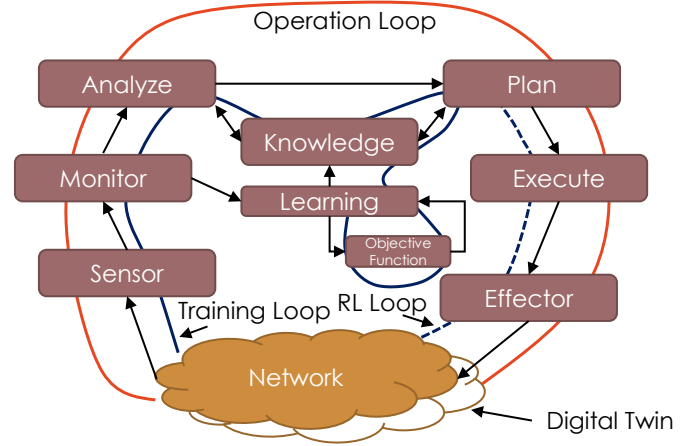 Operation Loop
Analyze
Plan
Knowledge
Monitor
Execute
Learning
Objective
Function
Sensor
Effector
Training Loop
RL Loop
Network
Digital Twin